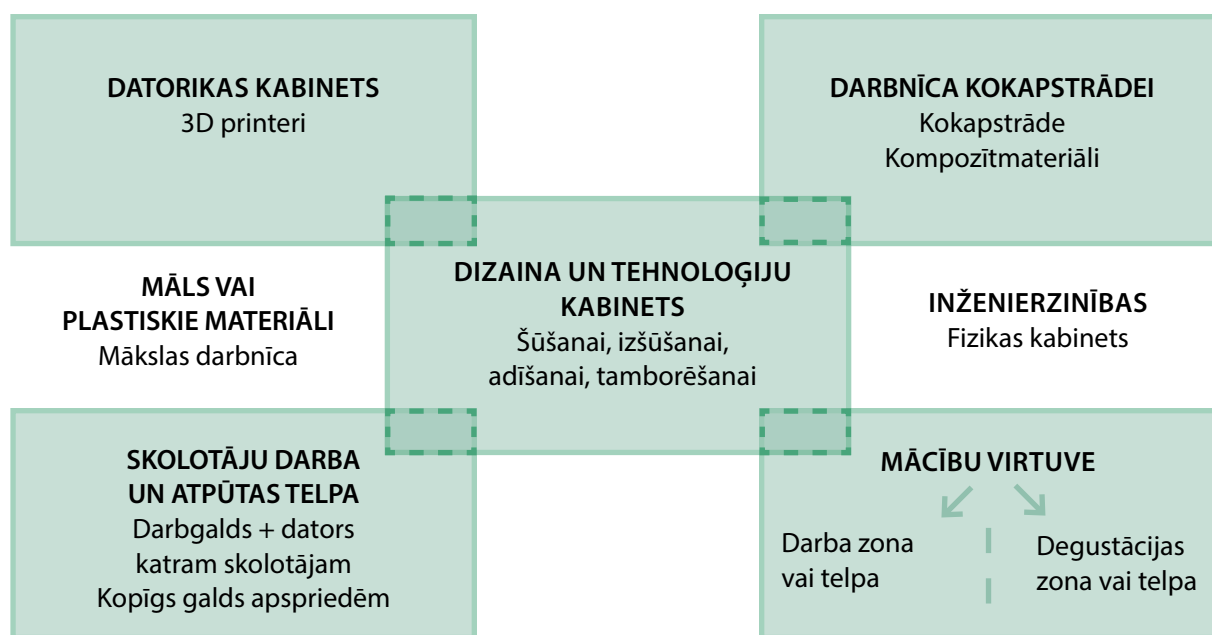 DATORIKAS KABINETS
3D printeri
DARBNĪCA KOKAPSTRĀDEI
Kokapstrāde
Kompozītmateriāli
MĀLS VAI
PLASTISKIE MATERIĀLI
Mākslas darbnīca
DIZAINA UN TEHNOLOĢIJU
KABINETS
Šūšanai, izšūšanai,
adīšanai, tamborēšanai
INŽENIERZINĪBAS
Fizikas kabinets
SKOLOTĀJU DARBA
UN ATPŪTAS TELPA
Darbgalds + dators
katram skolotājam
Kopīgs galds apspriedēm
MĀCĪBU VIRTUVE
Darba zona
vai telpa
Degustācijas
zona vai telpa